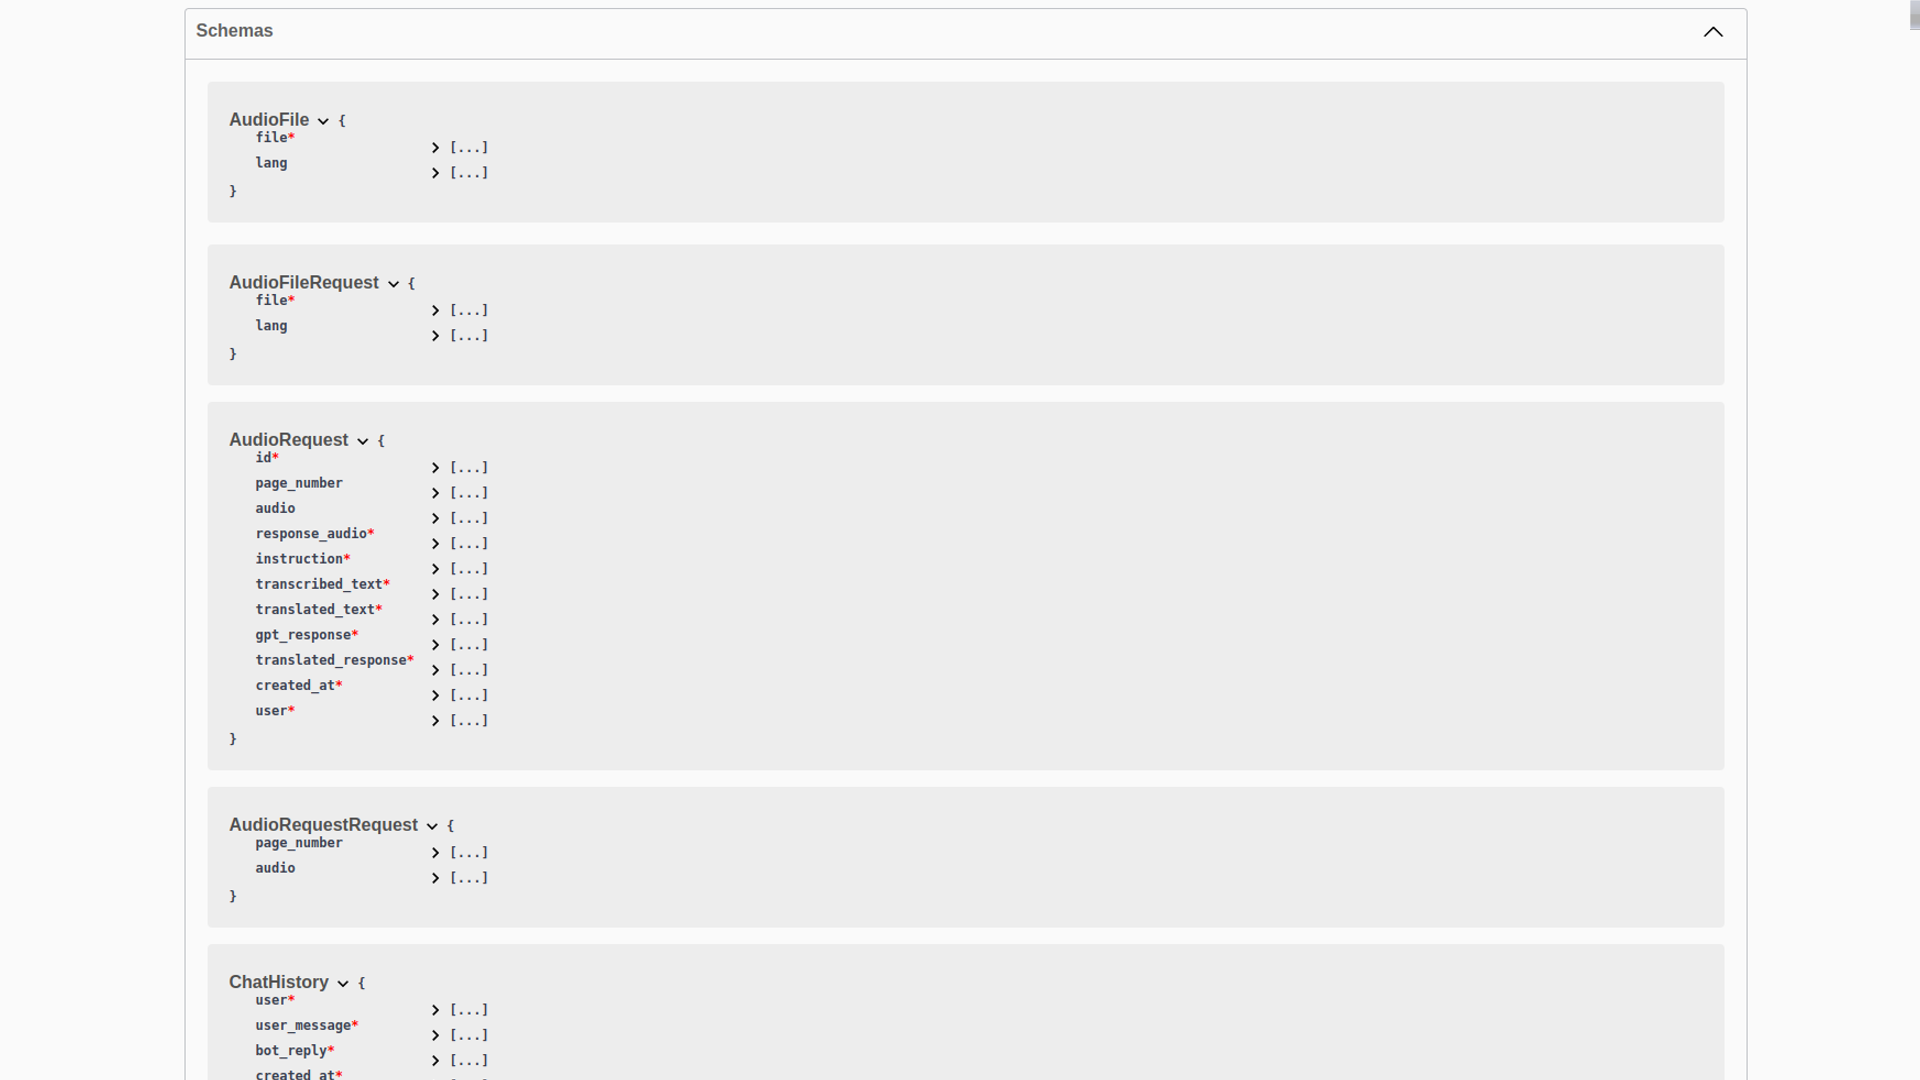 Schemas
AudioFile {
file* [...]
lang [...]
}
AudioFileRequest {
file* [...]
lang [...]
}
AudioRequest {
id* [...]
page_number [...]
audio [...]
response_audio* [...]
instruction* [...]
transcribed_text* [...]
translated_text* [...]
gpt_response* [...]
translated_response* [...]
created_at* [...]
user* [...]
}
AudioRequestRequest {
page_number [...]
audio [...]
}
ChatHistory {
user* [...]
user_message* [...]
bot_reply* [...]
created_at*